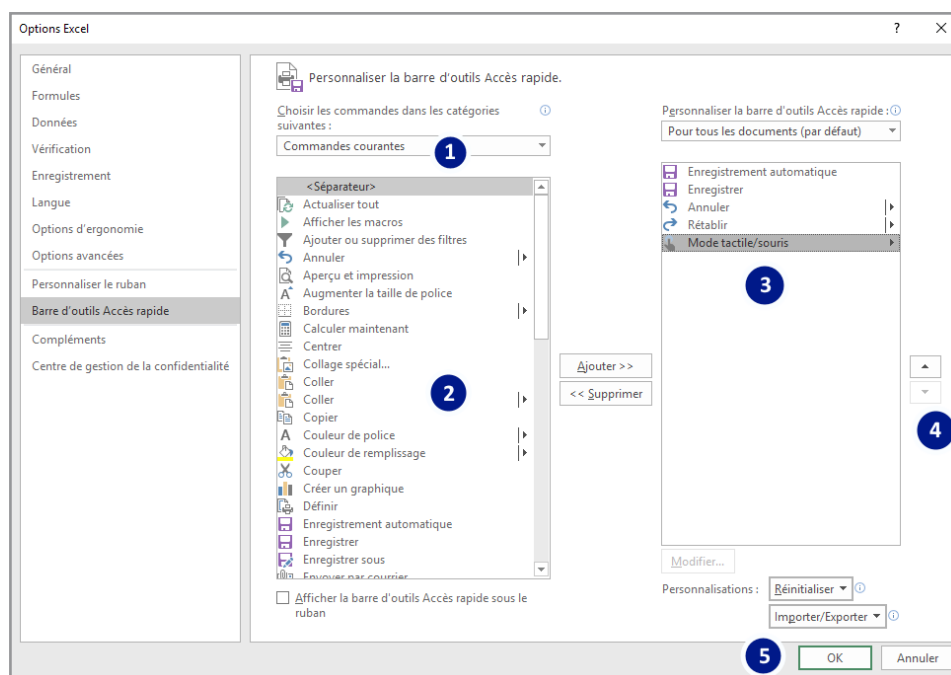 Options Excel
?
Général
Formules
Données
Vérification
Enregistrement
Langue
Options d'ergonomie
Options avancées
Personnaliser le ruban
Barre d'outils Accès rapide
Compléments
Centre de gestion de la confidentialité
Personnaliser la barre d'outils Accès rapide.
Choisir les commandes dans les catégories
suivantes :
Commandes courantes
1
<Séparateur>
Actualiser tout
Afficher les macros
Ajouter ou supprimer des filtres
Annuler
Aperçu et impression
Augmenter la taille de police
Bordures
Calculer maintenant
Centrer
Collage spécial...
Coller
Coller
Copier
Couleur de police
Couleur de remplissage
Couper
Créer un graphique
Définir
Enregistrement automatique
Enregistrer
Enregistrer sous
Envoyer par courrier
2
Afficher la barre d'outils Accès rapide sous le
ruban
Ajouter >>
<< Supprimer
Personnaliser la barre d'outils Accès rapide :
Pour tous les documents (par défaut)
Enregistrement automatique
Enregistrer
Annuler
Rétablir
Mode tactile/souris
3
4
Modifier...
Personnalisations :
Réinitialiser
Importer/Exporter
5
OK
Annuler